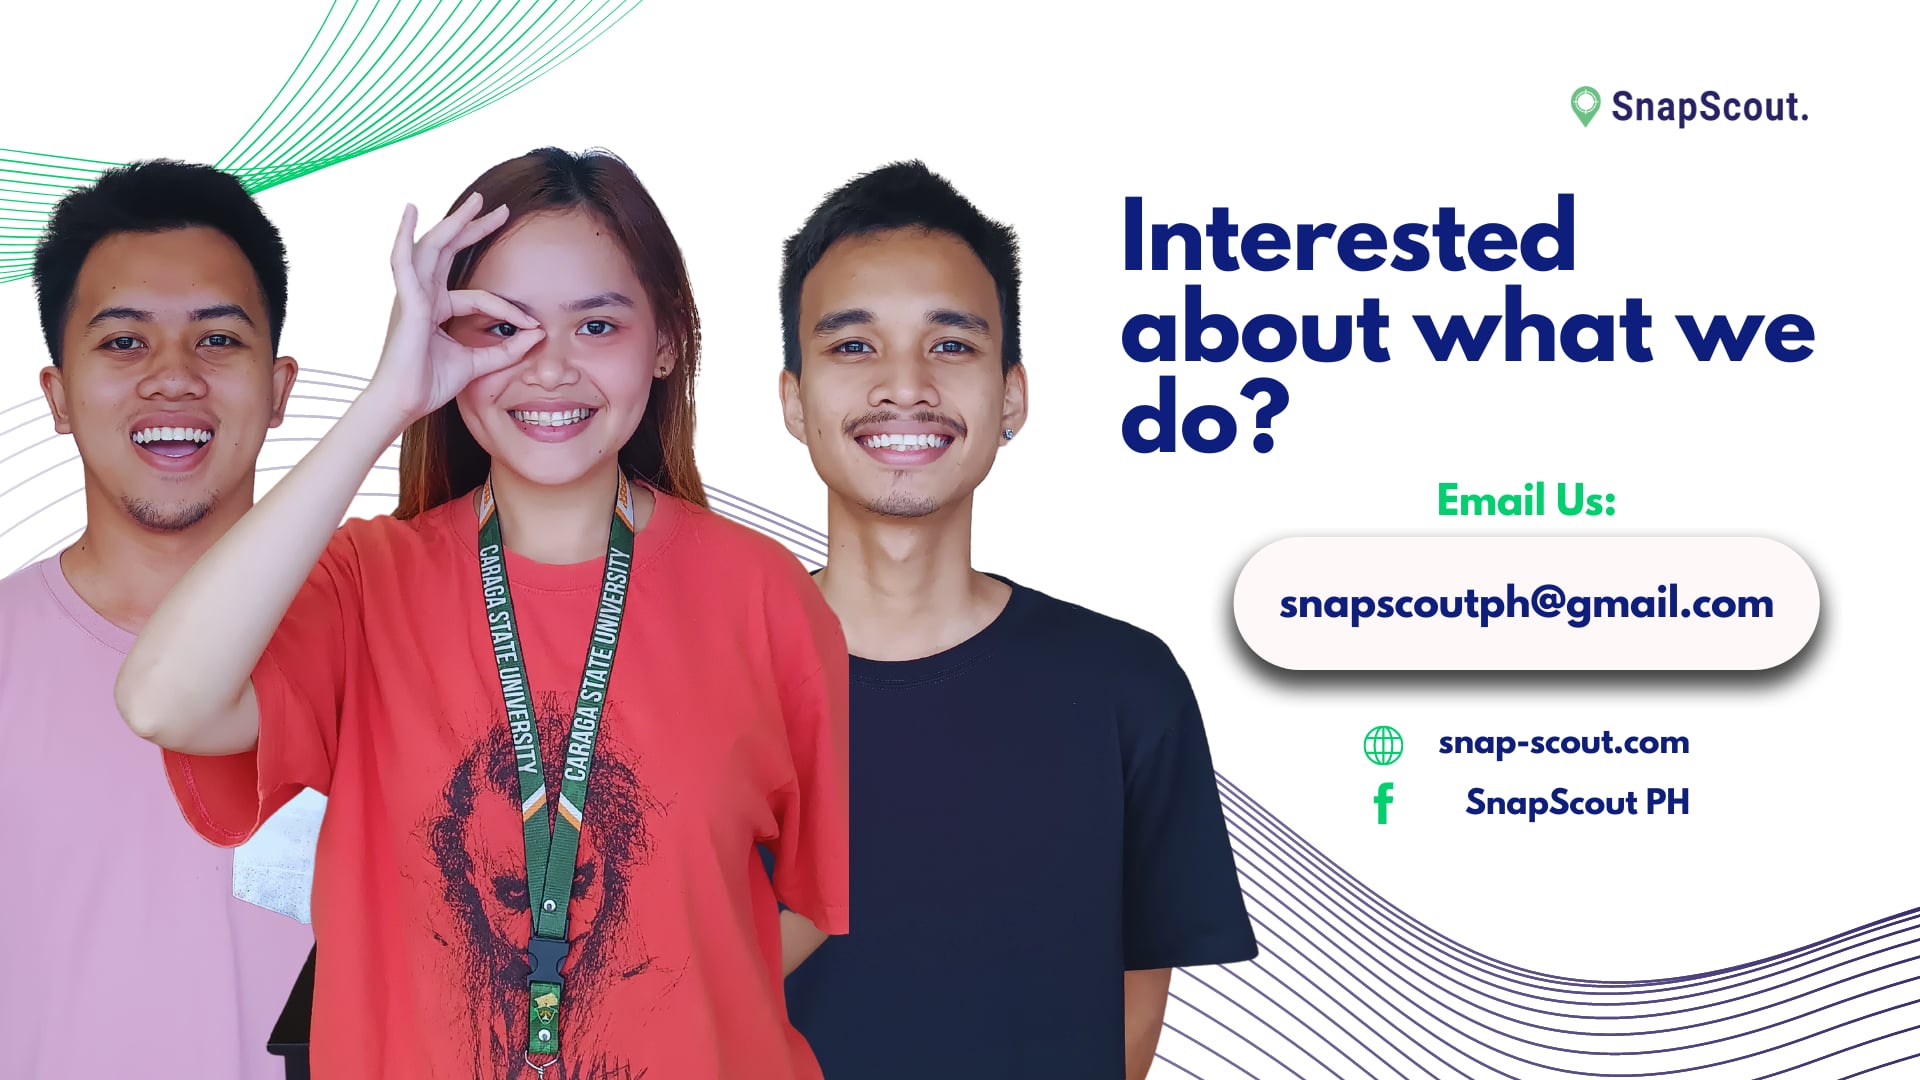 SnapScout.
Interested
about what we
do?
Email Us:
snapscoutph@gmail.com
snap-scout.com
SnapScout PH
CARAGA STATE UNIVERSITY
CARAGA STATE UNIVERSITY